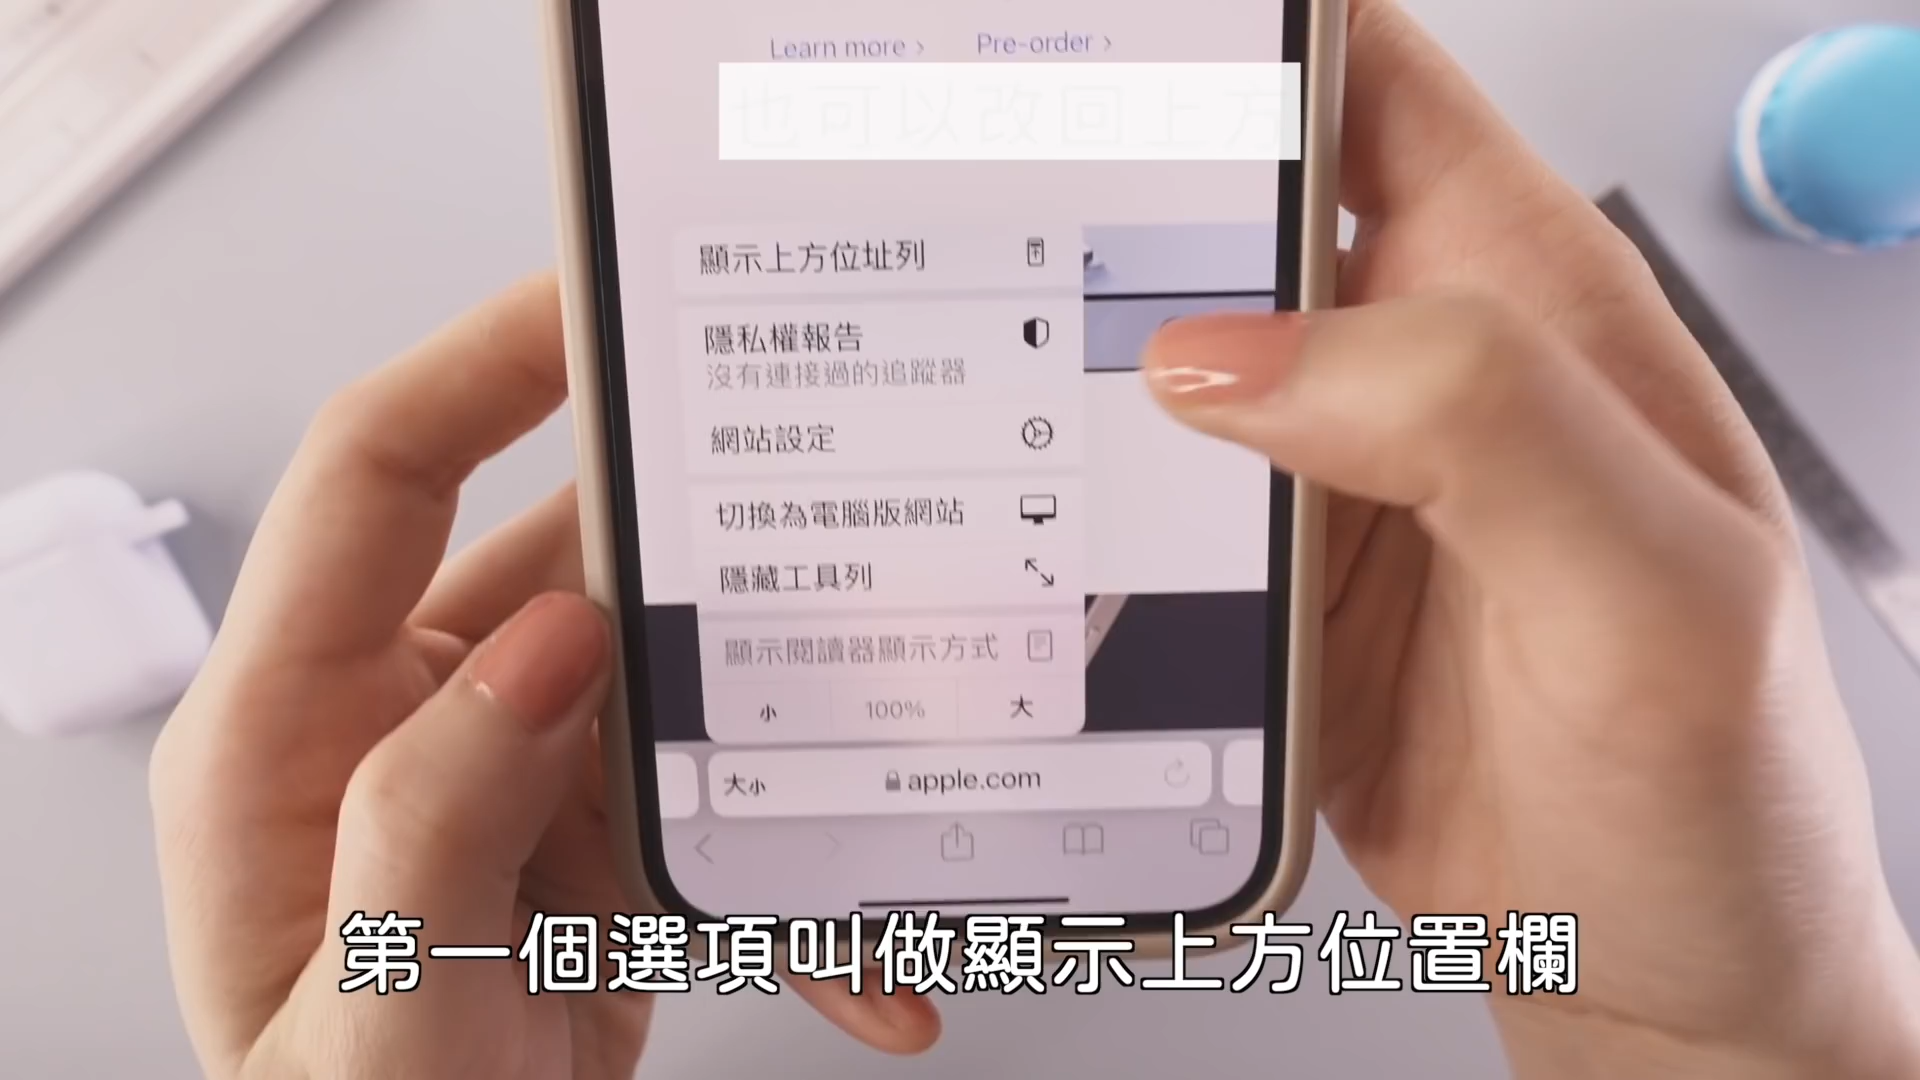 Learn more >
Pre-order >
也可以改回上方
顯示上方位址列
隱私權報告
沒有連接過的追蹤器
網站設定
切換為電腦版網站
隱藏工具列
顯示閱讀器顯示方式
小
100%
大
大小
apple.com
第一個選項叫做顯示上方位置欄